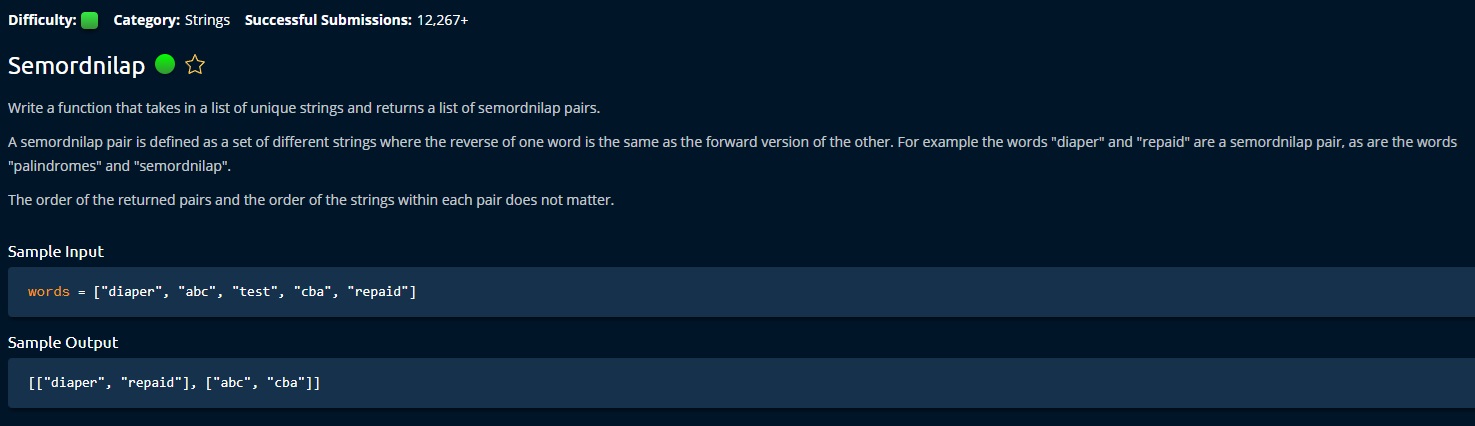 Difficulty: Category: Strings Successful Submissions: 12,267+
Semordnilap
Write a function that takes in a list of unique strings and returns a list of semordnilap pairs.
A semordnilap pair is defined as a set of different strings where the reverse of one word is the same as the forward version of the other. For example the words "diaper" and "repaid" are a semordnilap pair, as are the words
"palindromes" and "semordnilap".
The order of the returned pairs and the order of the strings within each pair does not matter.
Sample Input
words = ["diaper", "abc", "test", "cba", "repaid"]
Sample Output
[["diaper", "repaid"], ["abc", "cba"]]